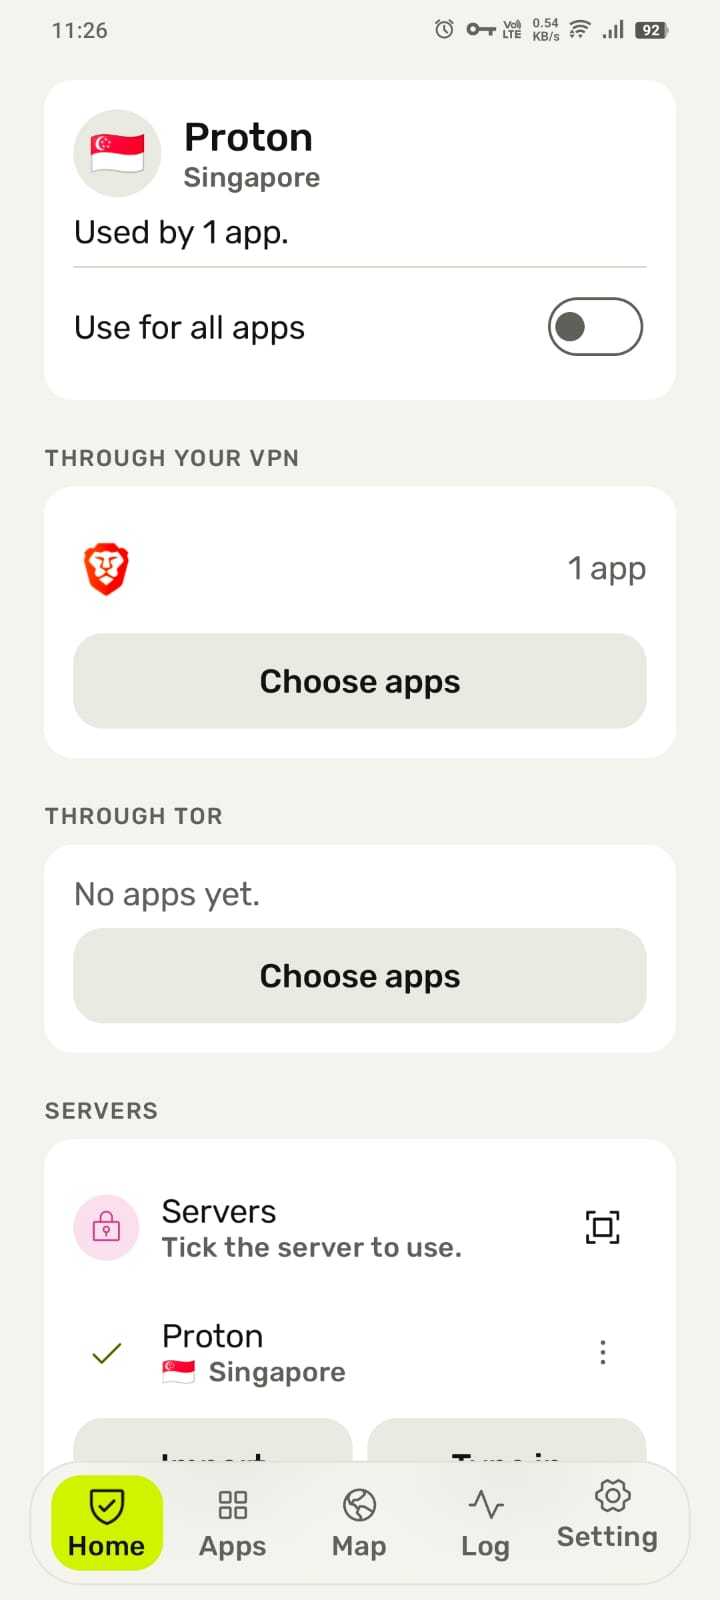 11:26
Vo)
LTE
0.54
KB/s
92
Proton
Singapore
Used by 1 app.
Use for all apps
THROUGH YOUR VPN
1 app
Choose apps
THROUGH TOR
No apps yet.
Choose apps
SERVERS
Servers
Tick the server to use.
Proton
Singapore
Home
Apps
Map
Log
Setting